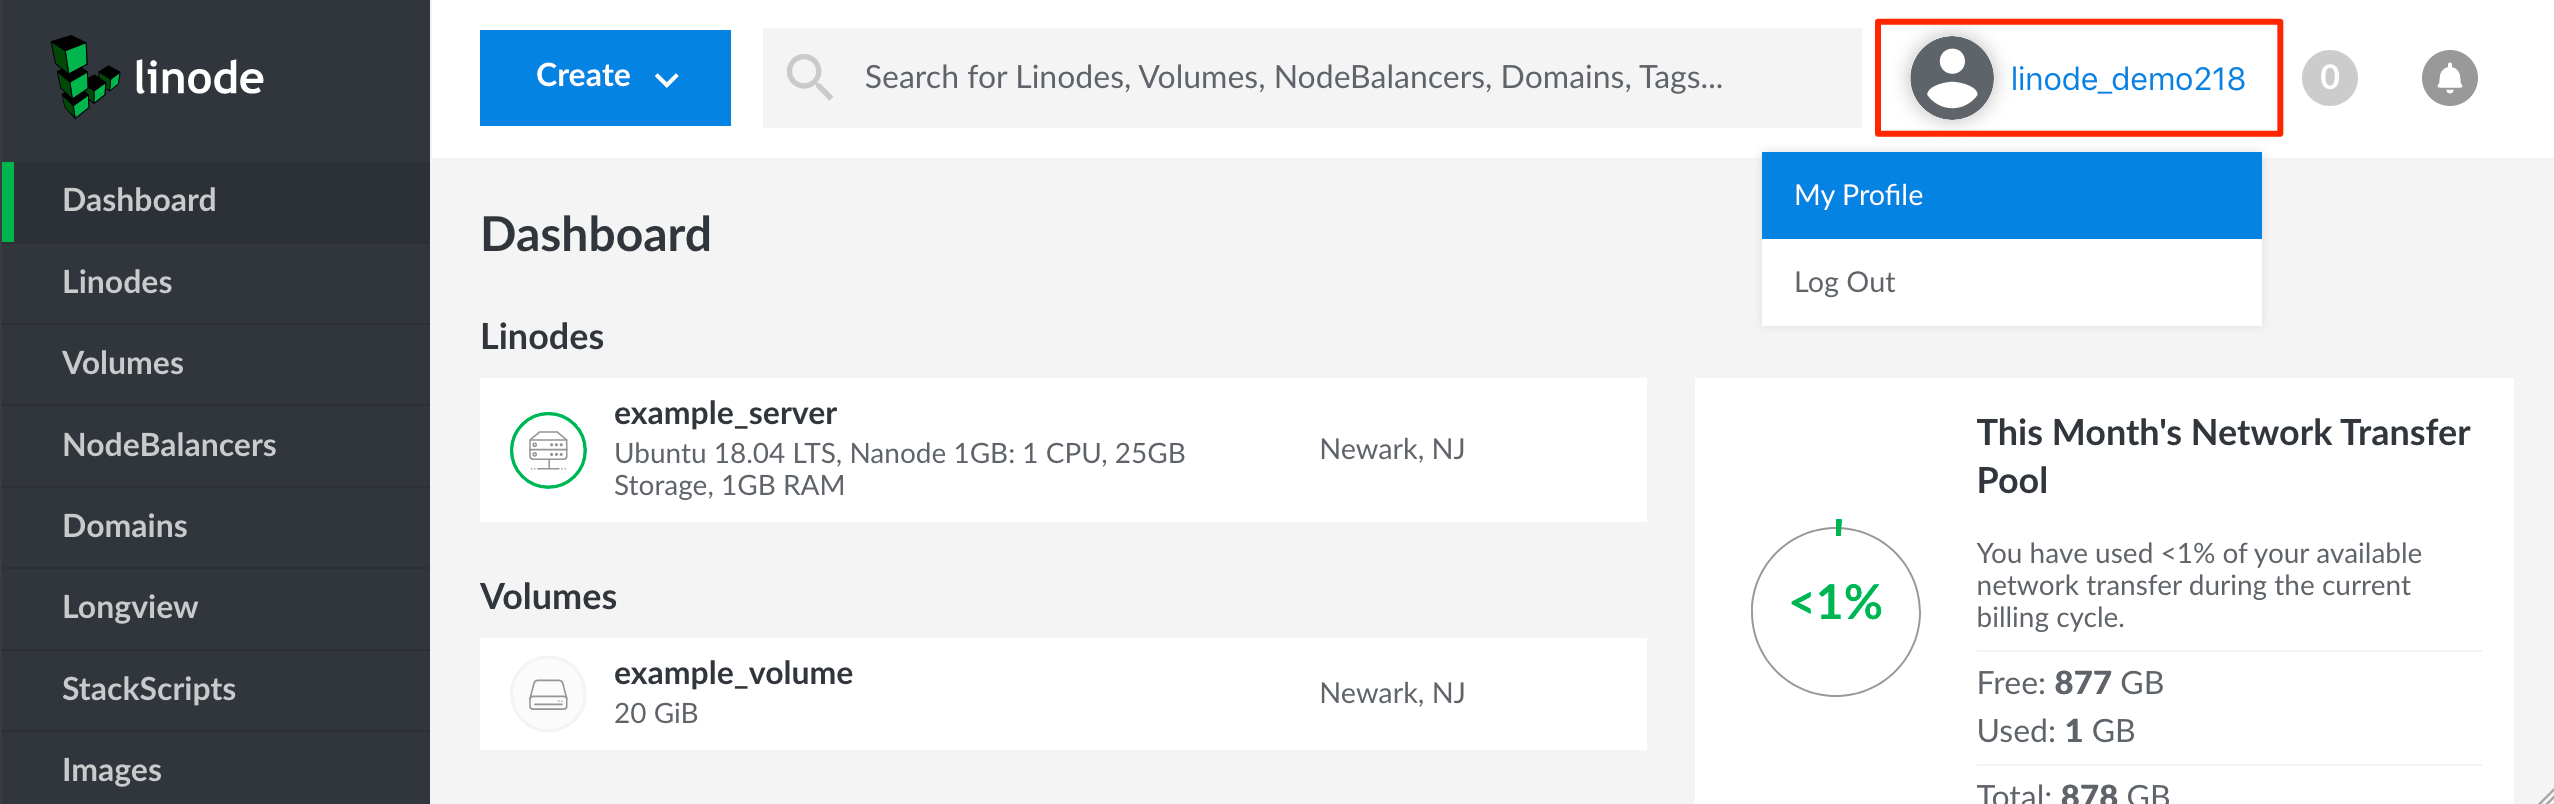 linode
Create
Search for Linodes, Volumes, NodeBalancers, Domains, Tags...
linode_demo218
0
My Profile
Log Out
Dashboard
Linodes
Volumes
NodeBalancers
Domains
Longview
StackScripts
Images
Dashboard
Linodes
example_server
Ubuntu 18.04 LTS, Nanode 1GB: 1 CPU, 25GB
Storage, 1GB RAM
Newark, NJ
Volumes
example_volume
20 GiB
Newark, NJ
This Month's Network Transfer
Pool
<1%
You have used <1% of your available
network transfer during the current
billing cycle.
Free: 877 GB
Used: 1 GB
Total: 878 GB